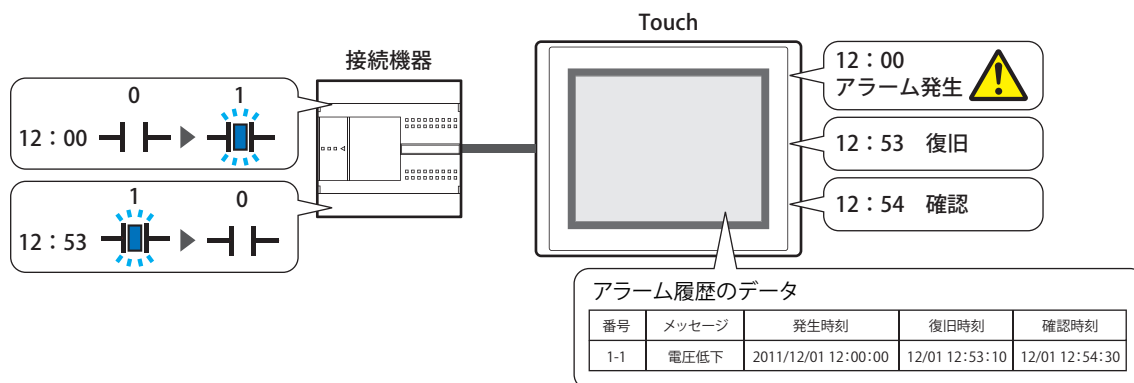 Touch
接続機器
0 1
12:00
1 0
12:53
12:00
アラーム発生
12:53 復旧
12:54 確認
アラーム履歴のデータ
番号 メッセージ 発生時刻 復旧時刻 確認時刻
1-1 電圧低下 2011/12/01 12:00:00 12/01 12:53:10 12/01 12:54:30